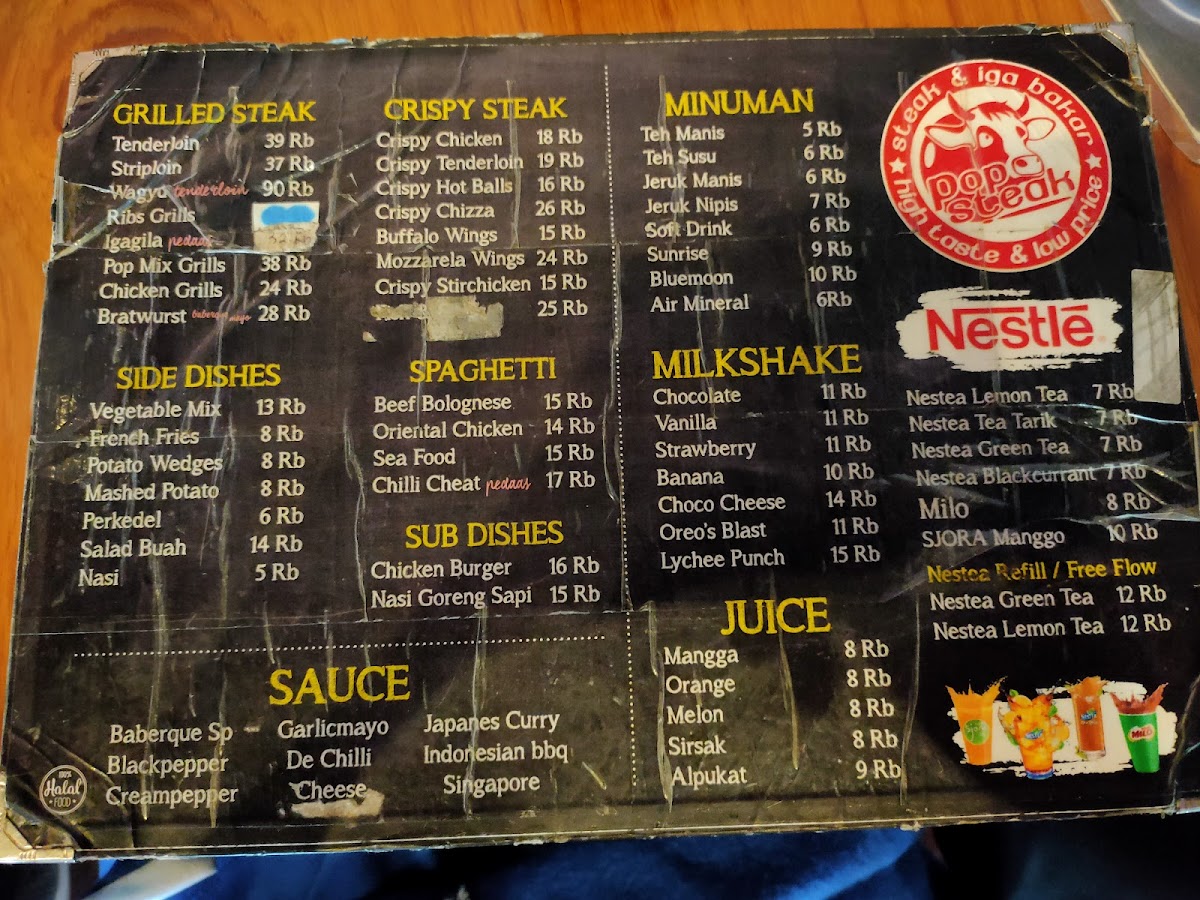 GRILLED STEAK
Tenderloin 39 Rb
Striploin 37 Rb
Wagyu tenderloin 90 Rb
Ribs Grills
Igagila pedaas
Pop Mix Grills 38 Rb
Chicken Grills 24 Rb
Bratwurst 28 Rb
SIDE DISHES
Vegetable Mix 13 Rb
French Fries 8 Rb
Potato Wedges 8 Rb
Mashed Potato 8 Rb
Perkedel 6 Rb
Salad Buah 14 Rb
Nasi 5 Rb
CRISPY STEAK
Crispy Chicken 18 Rb
Crispy Tenderloin 19 Rb
Crispy Hot Balls 16 Rb
Crispy Chizza 26 Rb
Buffalo Wings 15 Rb
Mozzarela Wings 24 Rb
Crispy Stirchicken 15 Rb
25 Rb
SPAGHETTI
Beef Bolognese 15 Rb
Oriental Chicken 14 Rb
Sea Food 15 Rb
Chilli Cheat pedaas 17 Rb
SUB DISHES
Chicken Burger 16 Rb
Nasi Goreng Sapi 15 Rb
SAUCE
Baberque Sp Garlicmayo Japanes Curry
Blackpepper De Chilli Indonesian bbq
Creampepper Cheese Singapore
100%
Halal
FOOD
MINUMAN
Teh Manis 5 Rb
Teh Susu 6 Rb
Jeruk Manis 6 Rb
Jeruk Nipis 7 Rb
Soft Drink 6 Rb
Sunrise 9 Rb
Bluemoon 10 Rb
Air Mineral 6Rb
MILKSHAKE
Chocolate 11 Rb
Vanilla 11 Rb
Strawberry 11 Rb
Banana 10 Rb
Choco Cheese 14 Rb
Oreo's Blast 11 Rb
Lychee Punch 15 Rb
JUICE
Mangga 8 Rb
Orange 8 Rb
Melon 8 Rb
Sirsak 8 Rb
Alpukat 9 Rb
steak & iga bakar
pop
steak
high taste & low price
Nestlē
Nestea Lemon Tea 7 Rb
Nestea Tea Tarik 7 Rb
Nestea Green Tea 7 Rb
Nestea Blackcurrant 7 Rb
Milo 8 Rb
SJORA Manggo 10 Rb
Nestea Refill / Free Flow
Nestea Green Tea 12 Rb
Nestea Lemon Tea 12 Rb
MILO